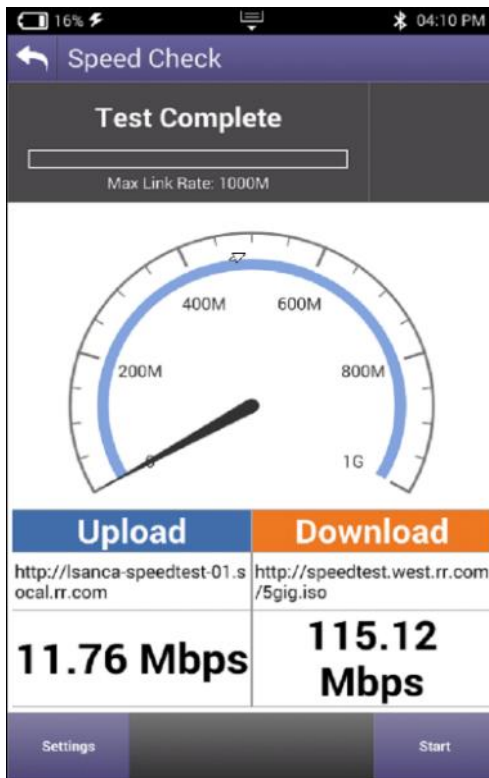 16% 04:10 PM
Speed Check
Test Complete
Max Link Rate: 1000M
400M 600M
200M 800M
0 1G
Upload Download
http://lsanca-speedtest-01.s
ocal.rr.com
http://speedtest.west.rr.com
/5gig.iso
11.76 Mbps
115.12
Mbps
Settings Start